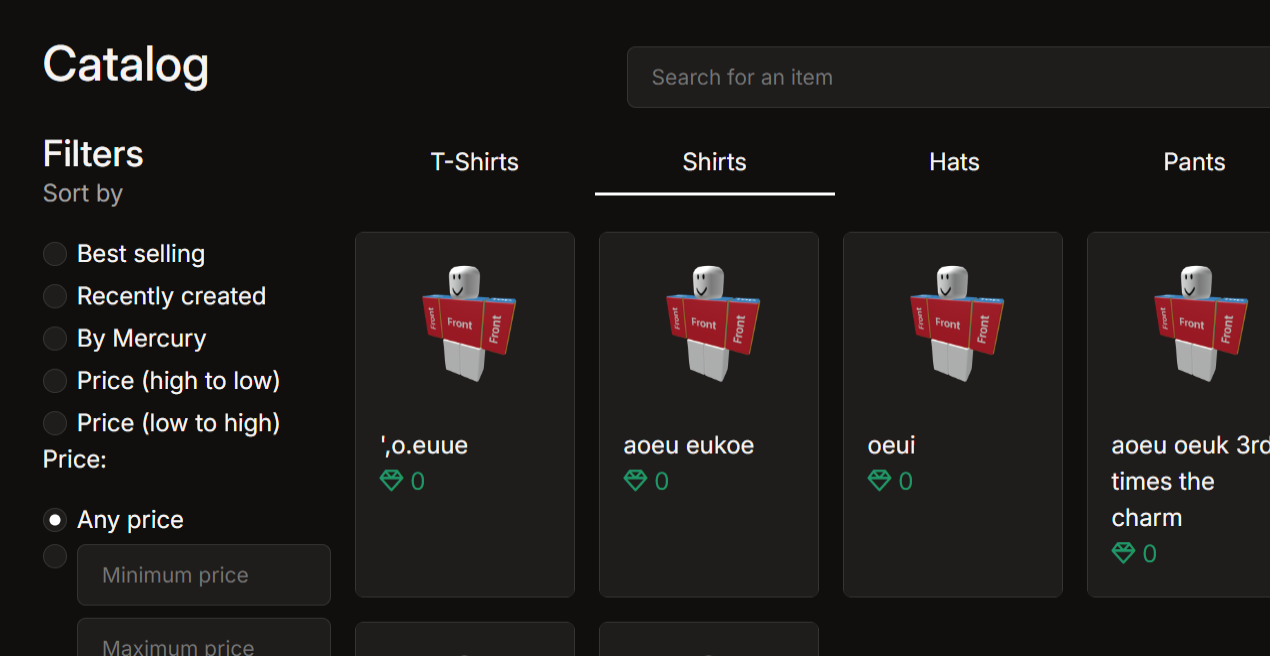 Catalog
Search for an item
Filters
Sort by
T-Shirts
Shirts
Hats
Pants
Best selling
Recently created
By Mercury
Price (high to low)
Price (low to high)
Price:
Any price
Minimum price
Maximum price
Front
Front
Front
',o.euue
0
Front
Front
Front
aoeu eukoe
0
Front
Front
Front
oeui
0
Front
Front
Front
aoeu oeuk 3rd
times the
charm
0